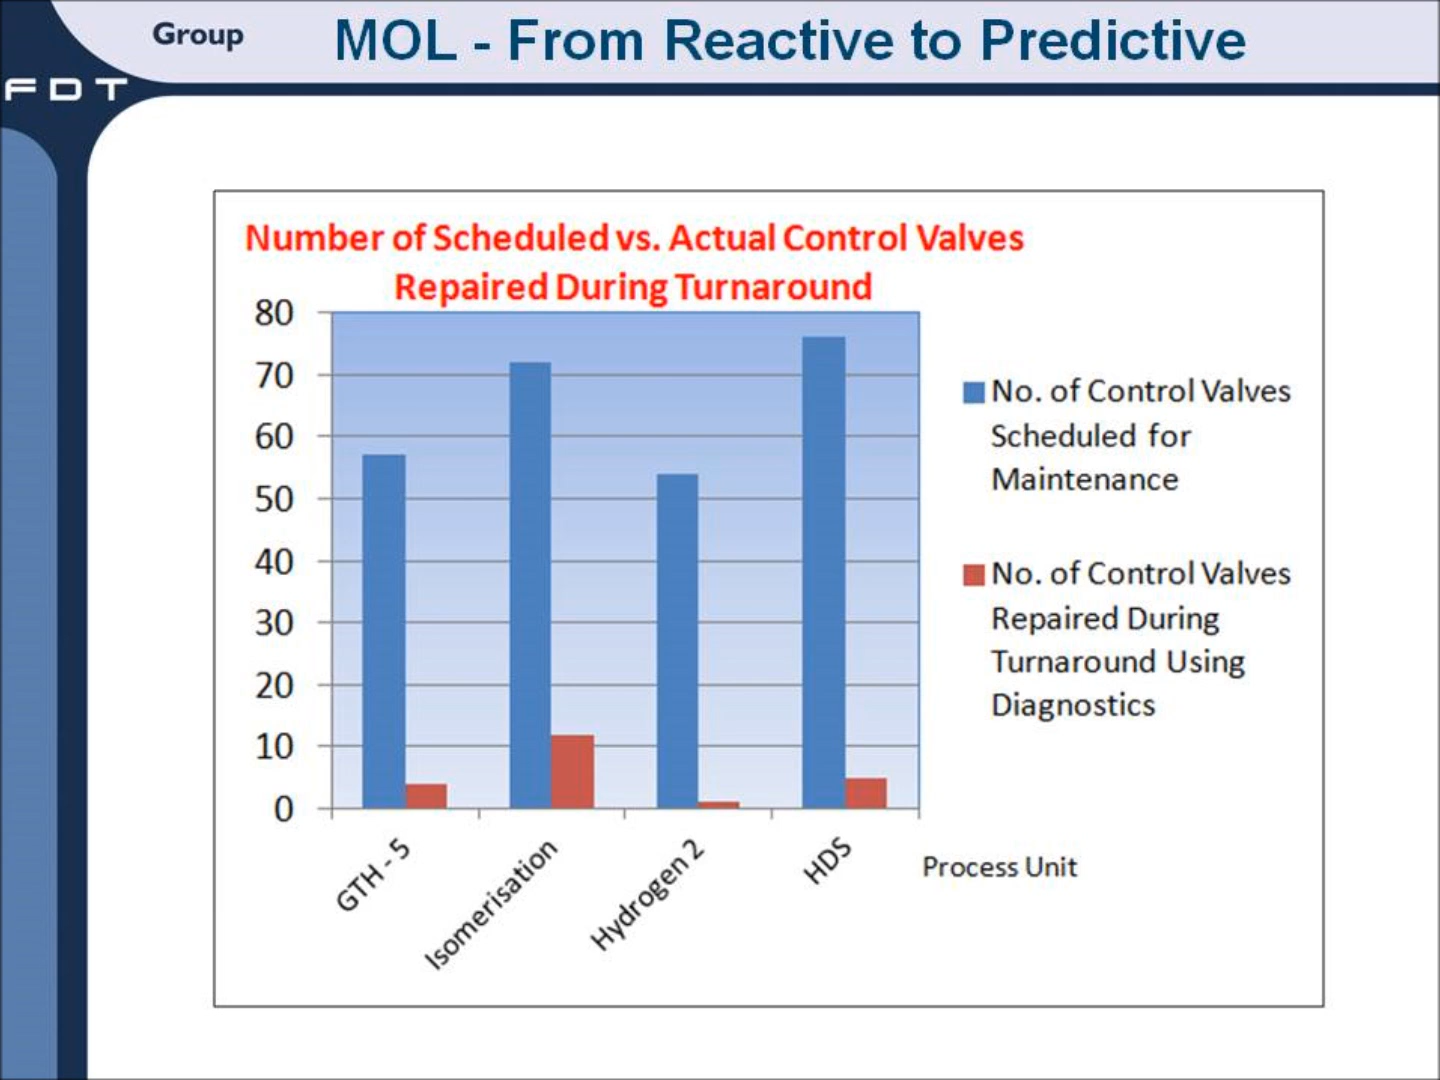 Group
MOL - From Reactive to Predictive
FDT
Number of Scheduled vs. Actual Control Valves
Repaired During Turnaround
80
70
60
50
40
30
20
10
0
GTH - 5
Isomerisation
Hydrogen 2
HDS
Process Unit
No. of Control Valves
Scheduled for
Maintenance
No. of Control Valves
Repaired During
Turnaround Using
Diagnostics